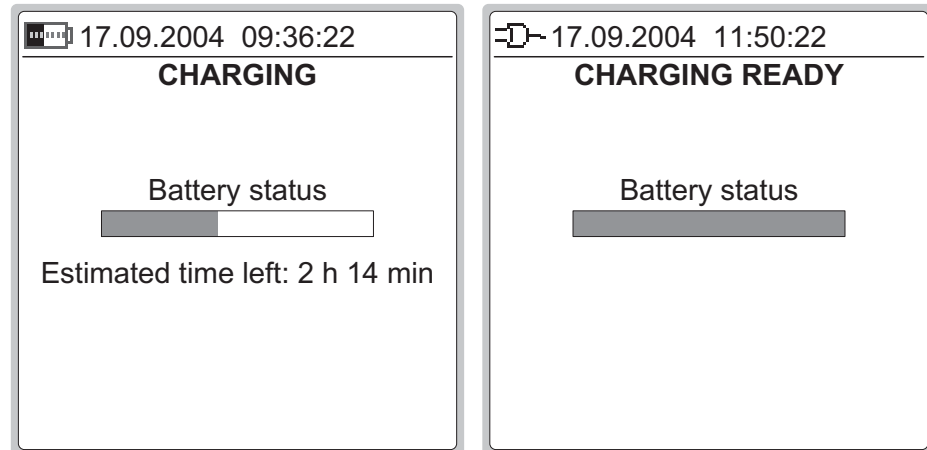 17.09.2004 09:36:22
CHARGING
Battery status
Estimated time left: 2 h 14 min
17.09.2004 11:50:22
CHARGING READY
Battery status